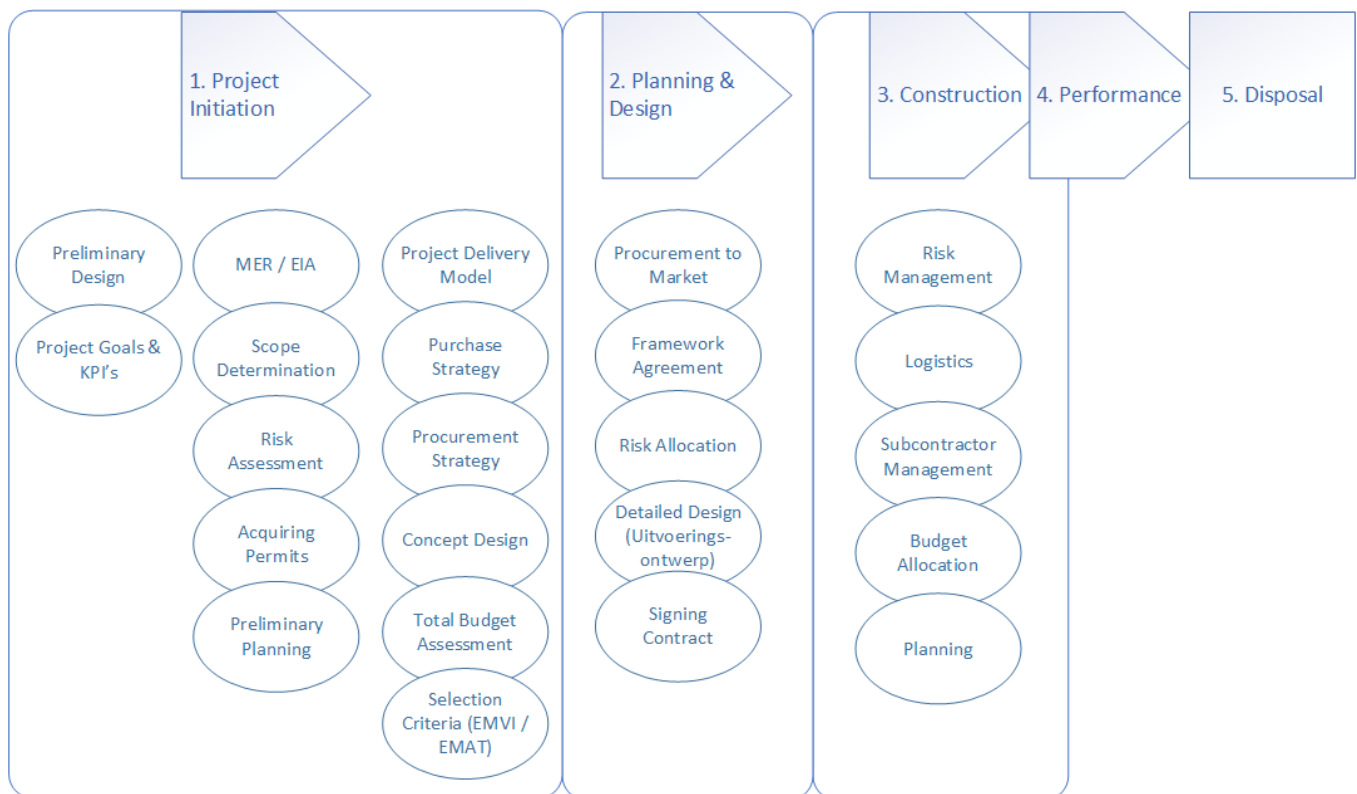 1. Project
Initiation
2. Planning &
Design
3. Construction
4. Performance
5. Disposal
Preliminary
Design
Project Goals &
KPI's
MER / EIA
Scope
Determination
Risk
Assessment
Acquiring
Permits
Preliminary
Planning
Project Delivery
Model
Purchase
Strategy
Procurement
Strategy
Concept Design
Total Budget
Assessment
Selection
Criteria (EMVI /
EMAT)
Procurement to
Market
Framework
Agreement
Risk Allocation
Detailed Design
(Uitvoerings-
ontwerp)
Signing
Contract
Risk
Management
Logistics
Subcontractor
Management
Budget
Allocation
Planning